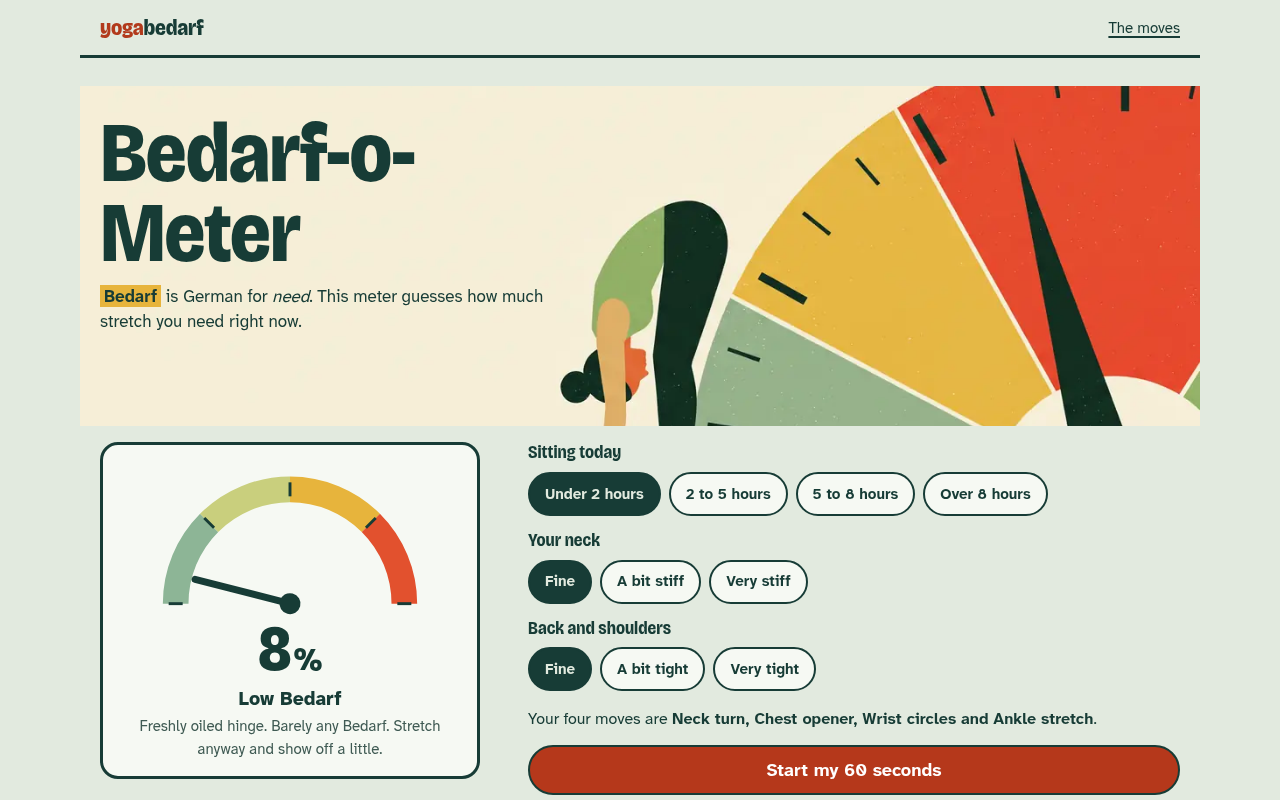 yogabedarf
The moves
Bedarf-o-
Meter
Bedarf is German for need. This meter guesses how much
stretch you need right now.
8%
Low Bedarf
Freshly oiled hinge. Barely any Bedarf. Stretch
anyway and show off a little.
Sitting today
Under 2 hours
2 to 5 hours
5 to 8 hours
Over 8 hours
Your neck
Fine
A bit stiff
Very stiff
Back and shoulders
Fine
A bit tight
Very tight
Your four moves are Neck turn, Chest opener, Wrist circles and Ankle stretch.
Start my 60 seconds